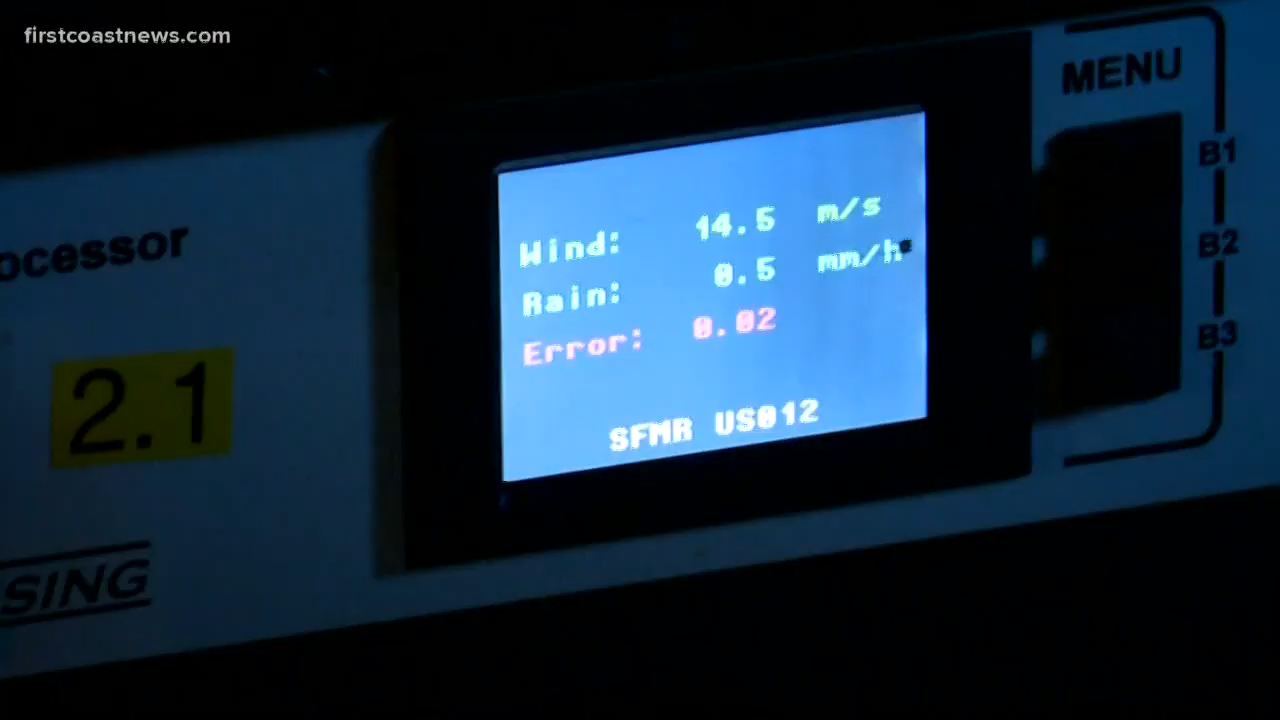 firstcoastnews.com
MENU
B1
B2
B3
ocessor
2.1
SING
Wind: 14.5 m/s
Rain: 0.5 mm/h
Error: 0.02
SFMR US012